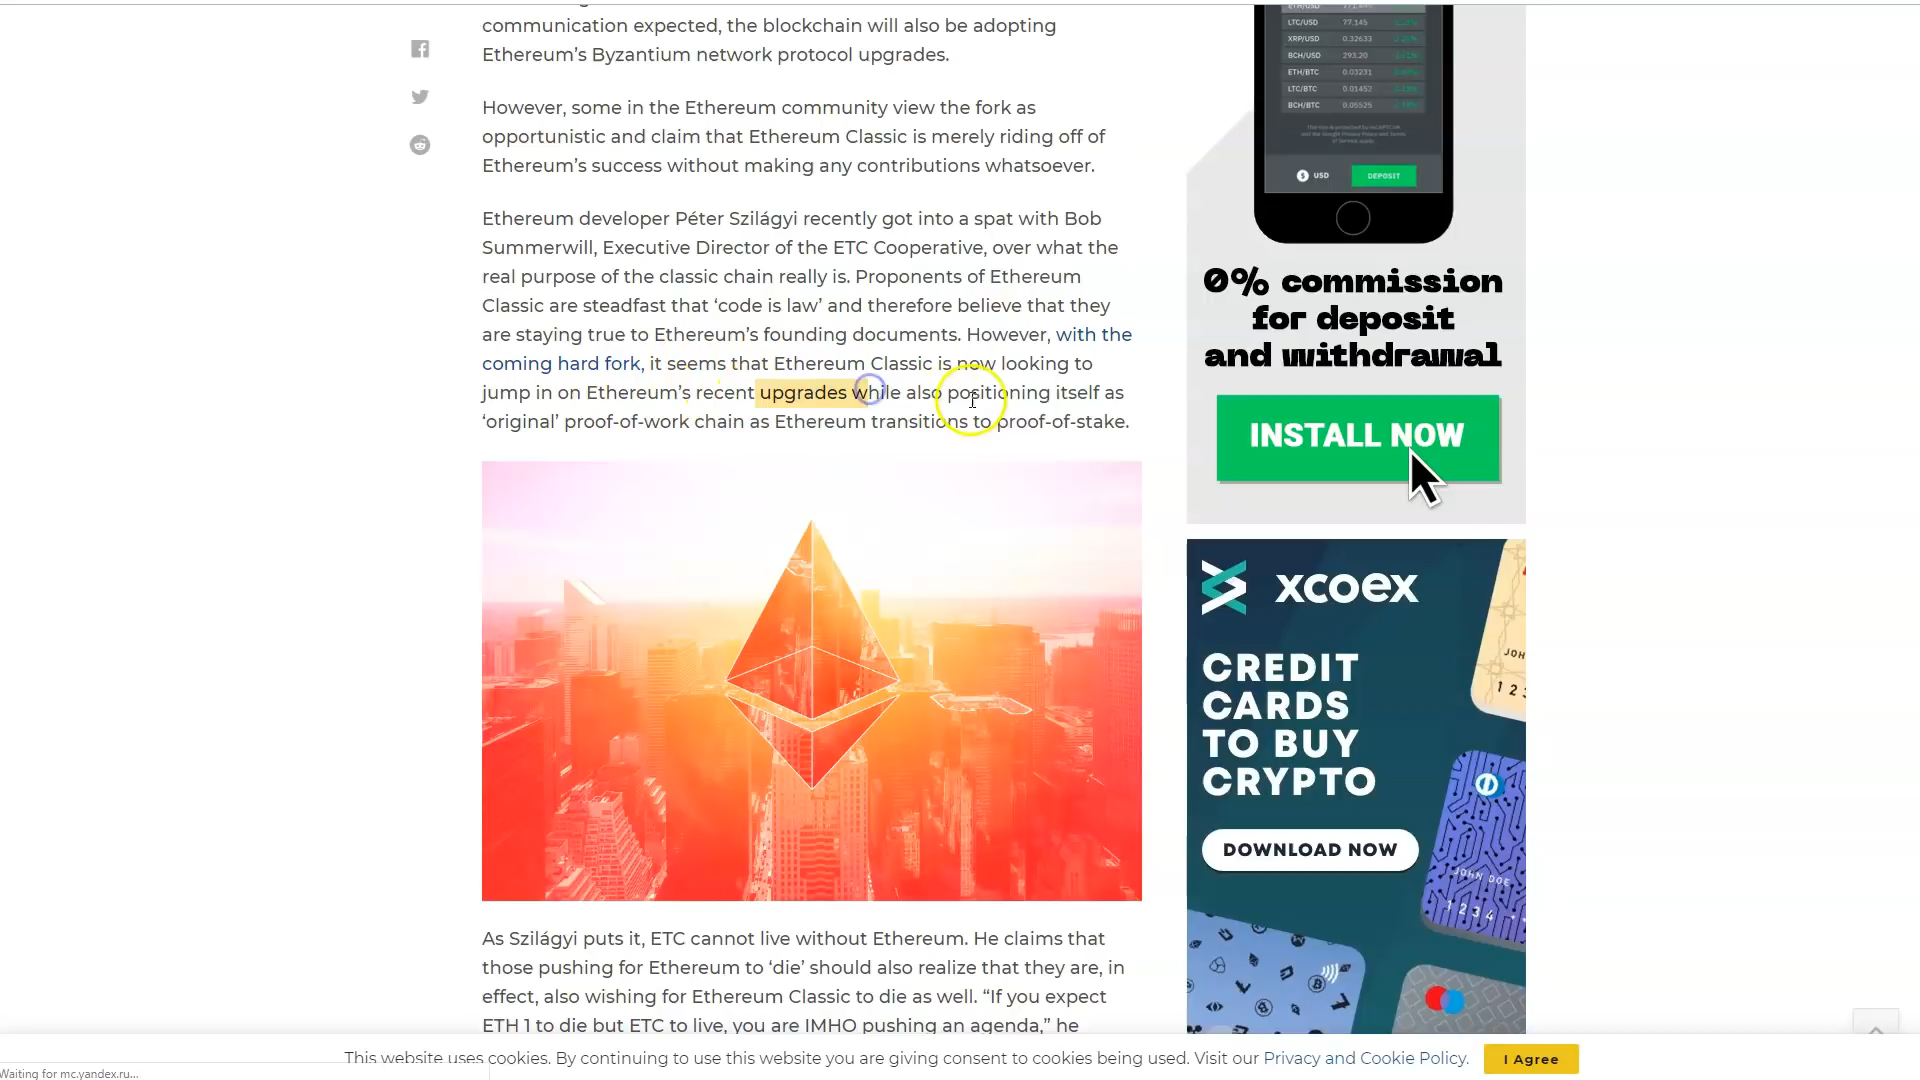 communication expected, the blockchain will also be adopting
Ethereum’s Byzantium network protocol upgrades.
However, some in the Ethereum community view the fork as
opportunistic and claim that Ethereum Classic is merely riding off of
Ethereum’s success without making any contributions whatsoever.
Ethereum developer Péter Szilágyi recently got into a spat with Bob
Summerwill, Executive Director of the ETC Cooperative, over what the
real purpose of the classic chain really is. Proponents of Ethereum
Classic are steadfast that ‘code is law’ and therefore believe that they
are staying true to Ethereum’s founding documents. However, with the
coming hard fork, it seems that Ethereum Classic is now looking to
jump in on Ethereum’s recent upgrades while also positioning itself as
‘original’ proof-of-work chain as Ethereum transitions to proof-of-stake.
As Szilágyi puts it, ETC cannot live without Ethereum. He claims that
those pushing for Ethereum to ‘die’ should also realize that they are, in
effect, also wishing for Ethereum Classic to die as well. “If you expect
ETH 1 to die but ETC to live, you are IMHO pushing an agenda,” he
LTC/USD 77.145
XRP/USD 0.32633
BCH/USD 293.20
ETH/BTC 0.03231
LTC/BTC 0.01452
BCH/BTC 0.05525
$ USD DEPOSIT
0% commission
for deposit
and withdrawal
INSTALL NOW
xcoex
CREDIT
CARDS
TO BUY
CRYPTO
DOWNLOAD NOW
JOH
1 2
JOHN DOE
1 2 3 4
This website uses cookies. By continuing to use this website you are giving consent to cookies being used. Visit our Privacy and Cookie Policy. I Agree
Waiting for mc.yandex.ru...